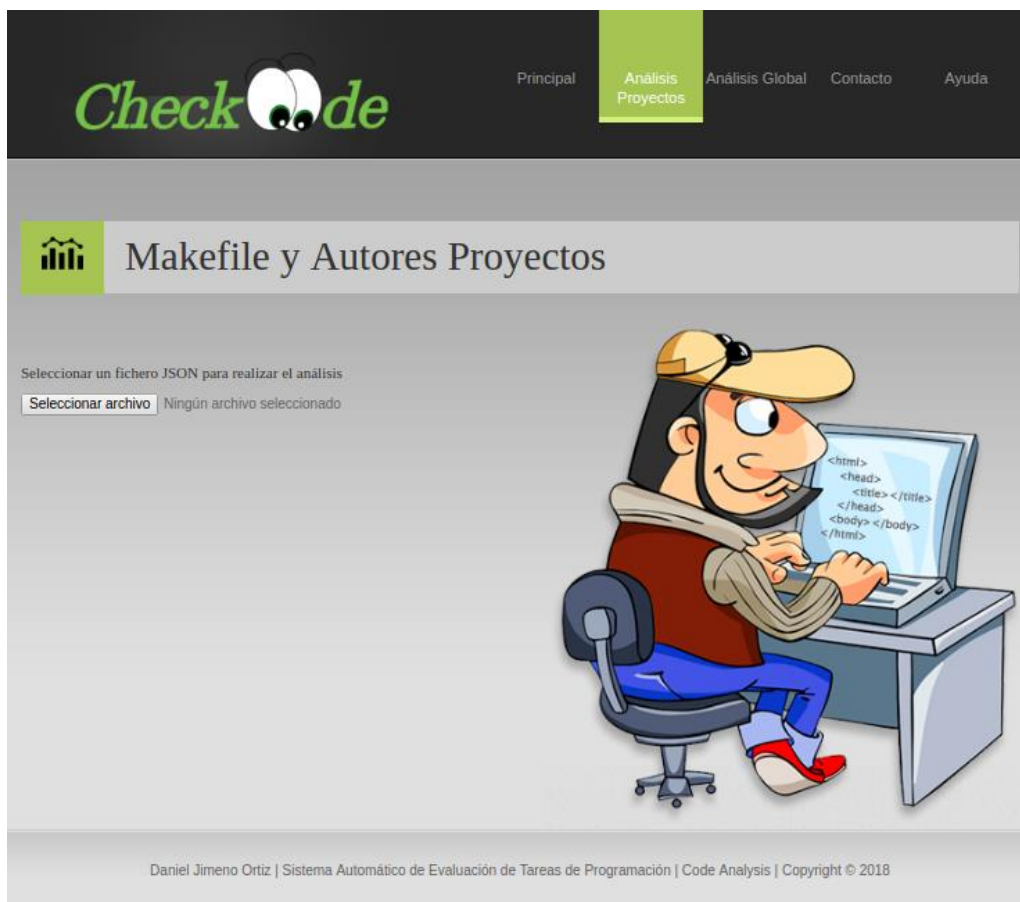 Check de
Principal
Análisis
Proyectos
Análisis Global
Contacto
Ayuda
Makefile y Autores Proyectos
Seleccionar un fichero JSON para realizar el análisis
Seleccionar archivo Ningún archivo seleccionado
<html>
<head>
<title> </title>
</head>
<body> </body>
</html>
Daniel Jimeno Ortiz | Sistema Automático de Evaluación de Tareas de Programación | Code Analysis | Copyright © 2018